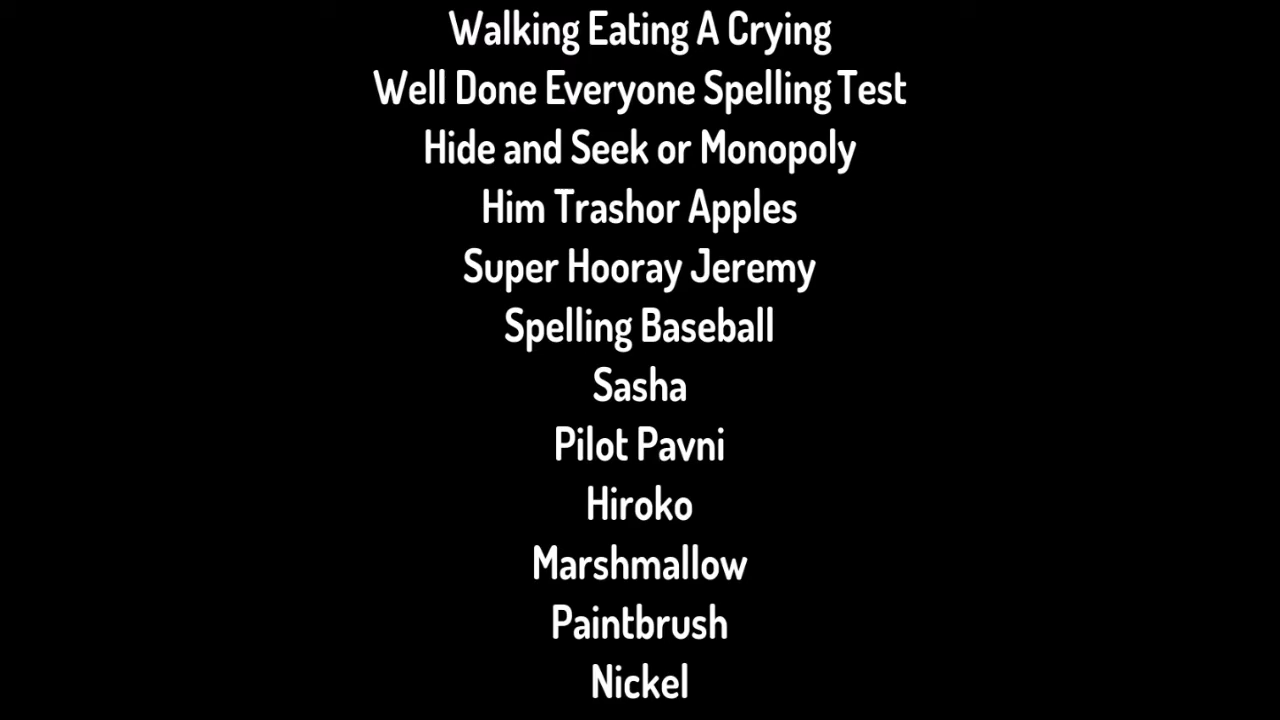 Walking Eating A Crying
Well Done Everyone Spelling Test
Hide and Seek or Monopoly
Him Trashor Apples
Super Hooray Jeremy
Spelling Baseball
Sasha
Pilot Pavni
Hiroko
Marshmallow
Paintbrush
Nickel